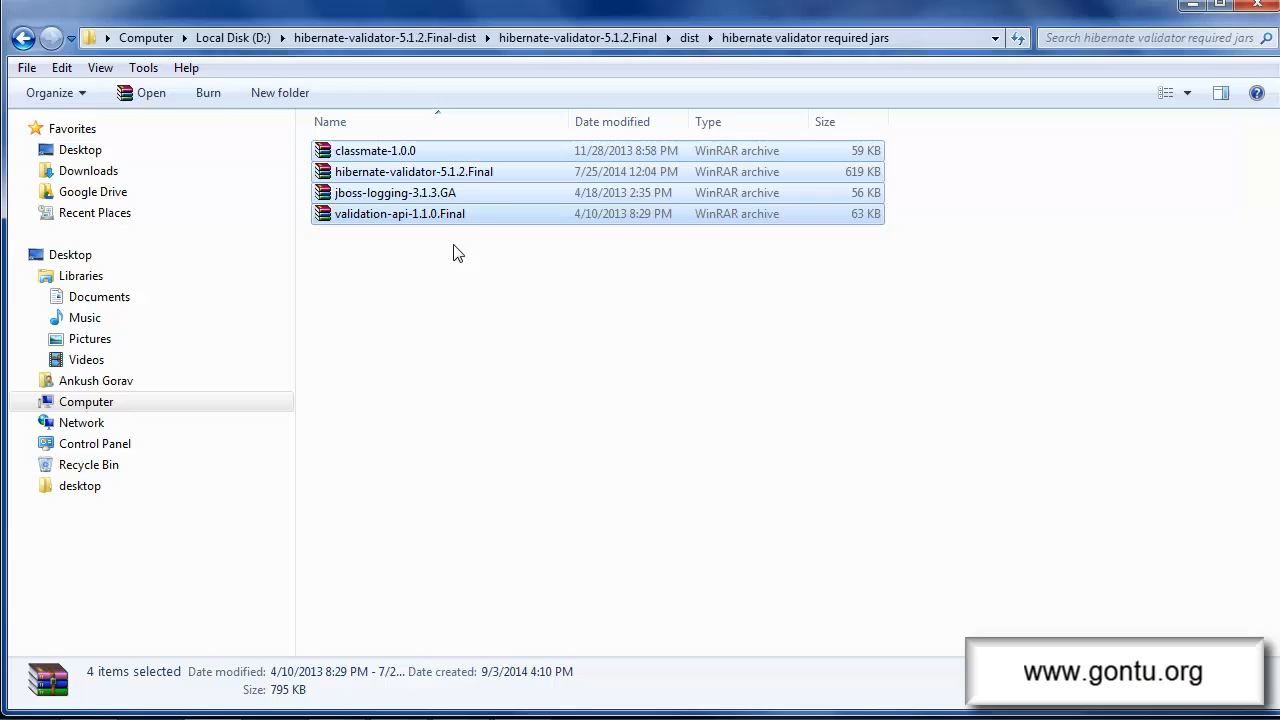 Computer Local Disk (D:) hibernate-validator-5.1.2.Final-dist hibernate-validator-5.1.2.Final dist hibernate validator required jars Search hibernate validator required jars
File Edit View Tools Help
Organize Open Burn New folder
Name Date modified Type Size
Favorites
Desktop
Downloads
Google Drive
Recent Places
Desktop
Libraries
Documents
Music
Pictures
Videos
Ankush Gorav
Computer
Network
Control Panel
Recycle Bin
desktop
classmate-1.0.0 11/28/2013 8:58 PM WinRAR archive 59 KB
hibernate-validator-5.1.2.Final 7/25/2014 12:04 PM WinRAR archive 619 KB
jboss-logging-3.1.3.GA 4/18/2013 2:35 PM WinRAR archive 56 KB
validation-api-1.1.0.Final 4/10/2013 8:29 PM WinRAR archive 63 KB
4 items selected Date modified: 4/10/2013 8:29 PM - 7/2... Date created: 9/3/2014 4:10 PM
Size: 795 KB
www.gontu.org